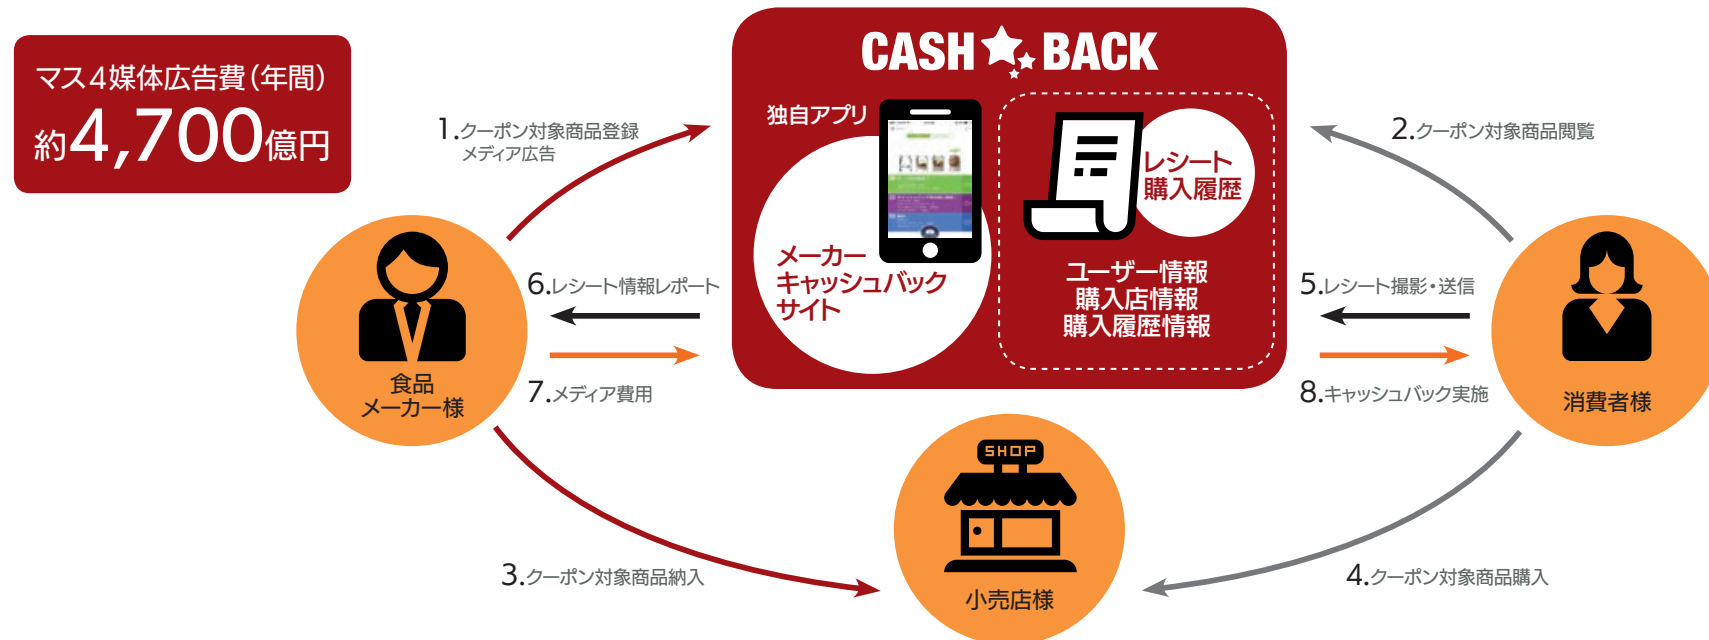 マス4媒体広告費(年間)
約4,700億円
CASH BACK
独自アプリ
メーカー
キャッシュバック
サイト
レシート
購入履歴
ユーザー情報
購入店情報
購入履歴情報
1.クーポン対象商品登録
メディア広告
2.クーポン対象商品閲覧
6.レシート情報レポート
7.メディア費用
5.レシート撮影・送信
8.キャッシュバック実施
食品
メーカー様
消費者様
SHOP
小売店様
3.クーポン対象商品納入
4.クーポン対象商品購入